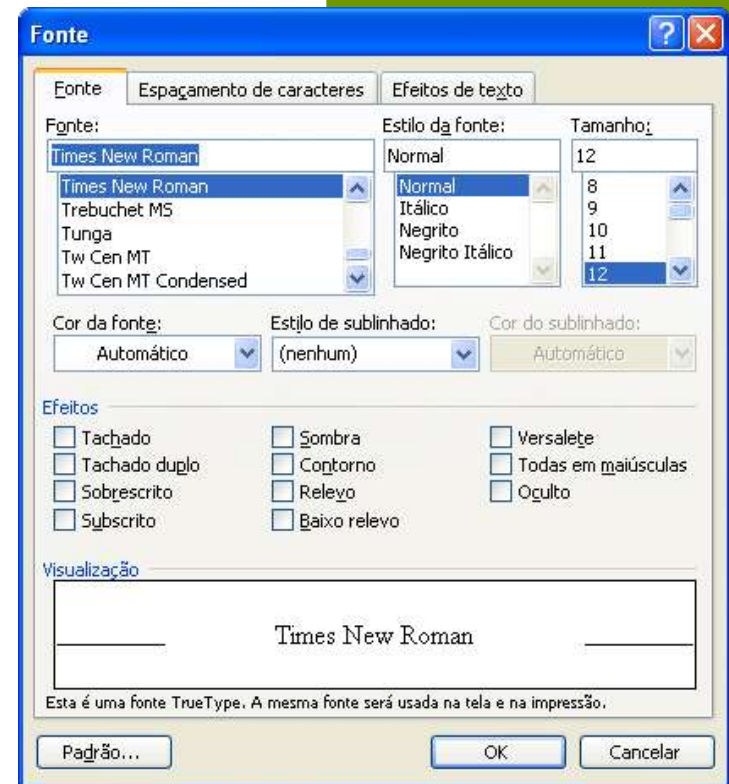 Fonte
Fonte Espaçamento de caracteres Efeitos de texto
Fonte: Estilo da fonte: Tamanho:
Times New Roman Normal 12
Times New Roman Normal 8
Trebuchet MS Itálico 9
Tunga Negrito 10
Tw Cen MT Negrito Itálico 11
Tw Cen MT Condensed 12
Cor da fonte: Estilo de sublinhado: Cor do sublinhado:
Automático (nenhum) Automático
Efeitos
Tachado Sombra Versalete
Tachado duplo Contorno Todas em maiúsculas
Sobrescrito Relevo Oculto
Subscrito Baixo relevo
Visualização
Times New Roman
Esta é uma fonte TrueType. A mesma fonte será usada na tela e na impressão.
Padrão... OK Cancelar